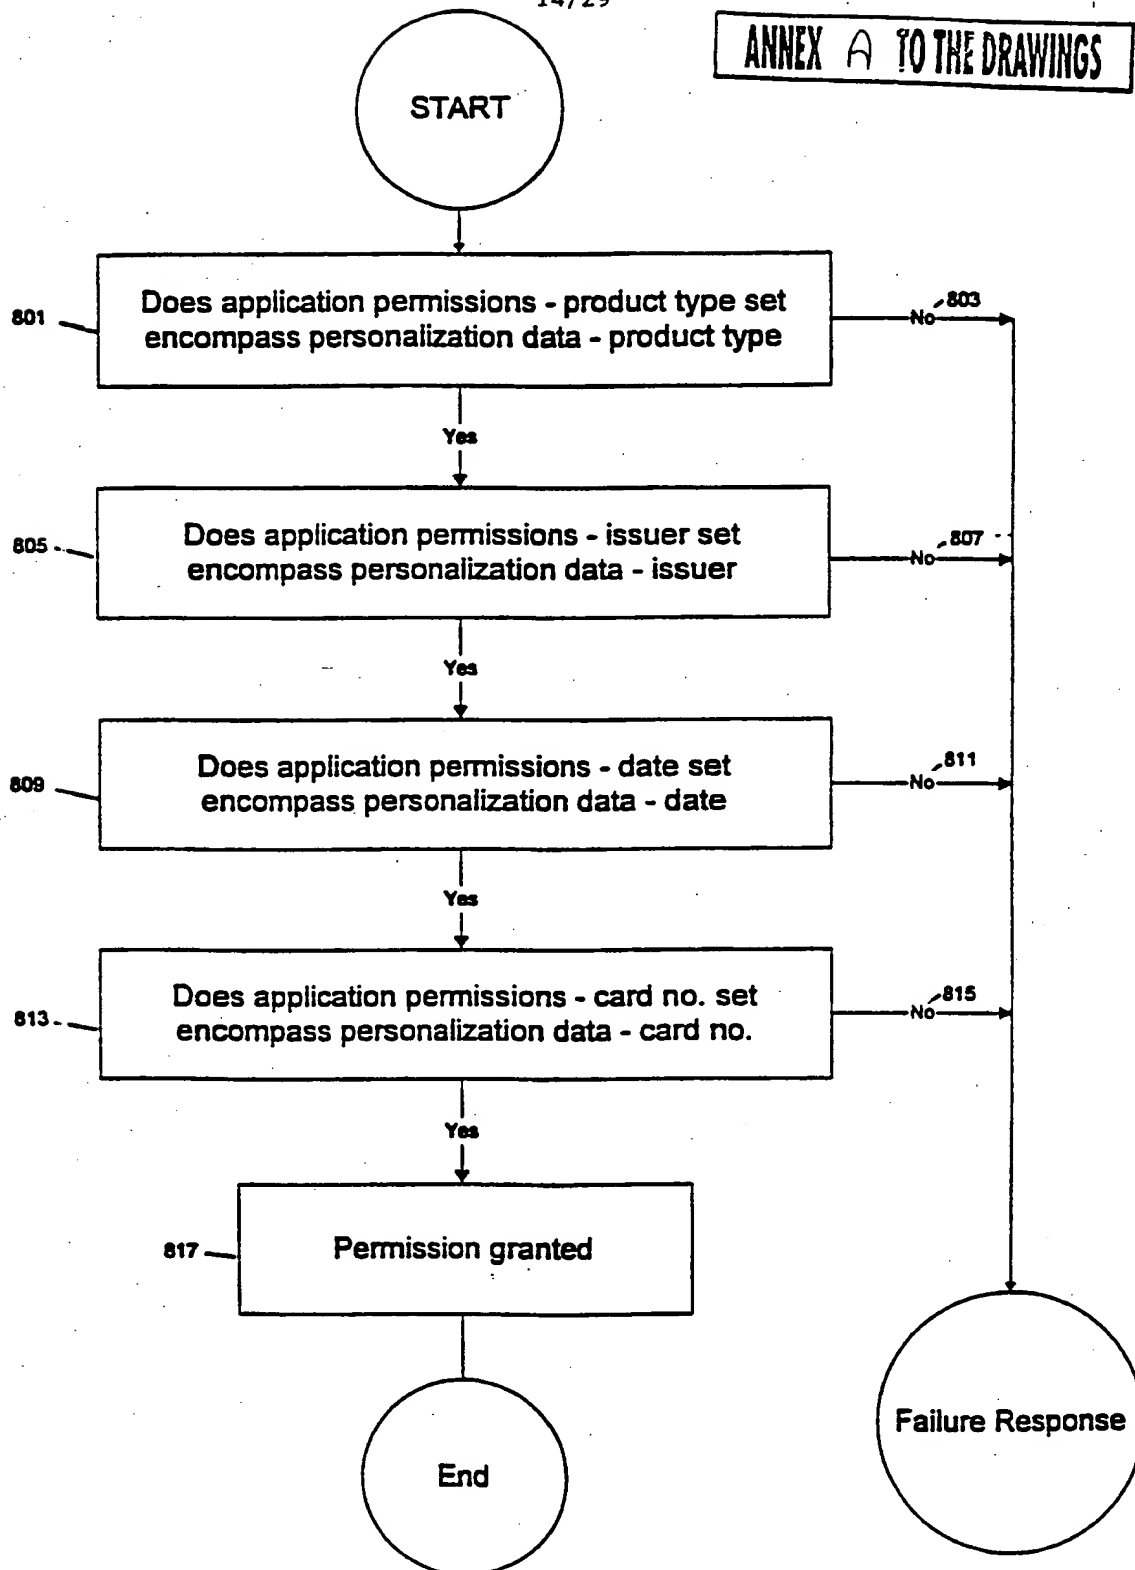 14/29
ANNEX A TO THE DRAWINGS
START
801
Does application permissions - product type set
encompass personalization data - product type
No
803
Yes
805
Does application permissions - issuer set
encompass personalization data - issuer
No
807
Yes
809
Does application permissions - date set
encompass personalization data - date
No
811
Yes
813
Does application permissions - card no. set
encompass personalization data - card no.
No
815
Yes
817
Permission granted
Failure Response
End